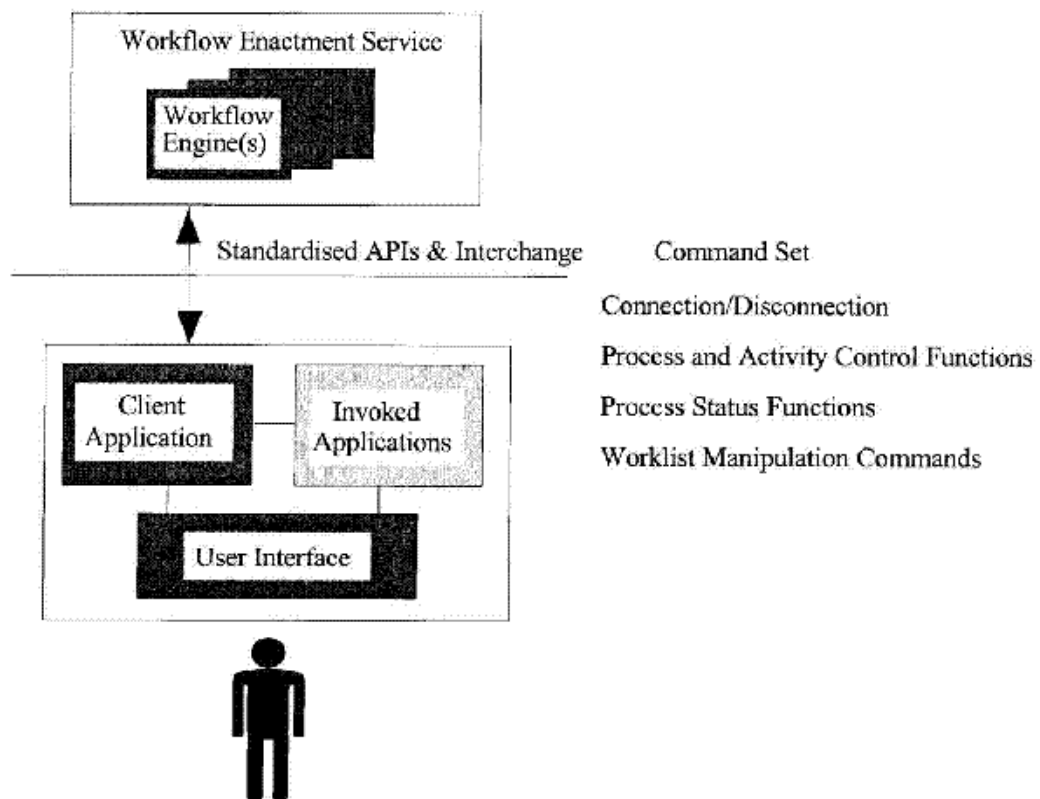 Workflow Enactment Service
Workflow
Engine(s)
Standardised APIs & Interchange
Command Set
Connection/Disconnection
Process and Activity Control Functions
Process Status Functions
Worklist Manipulation Commands
Client
Application
Invoked
Applications
User Interface